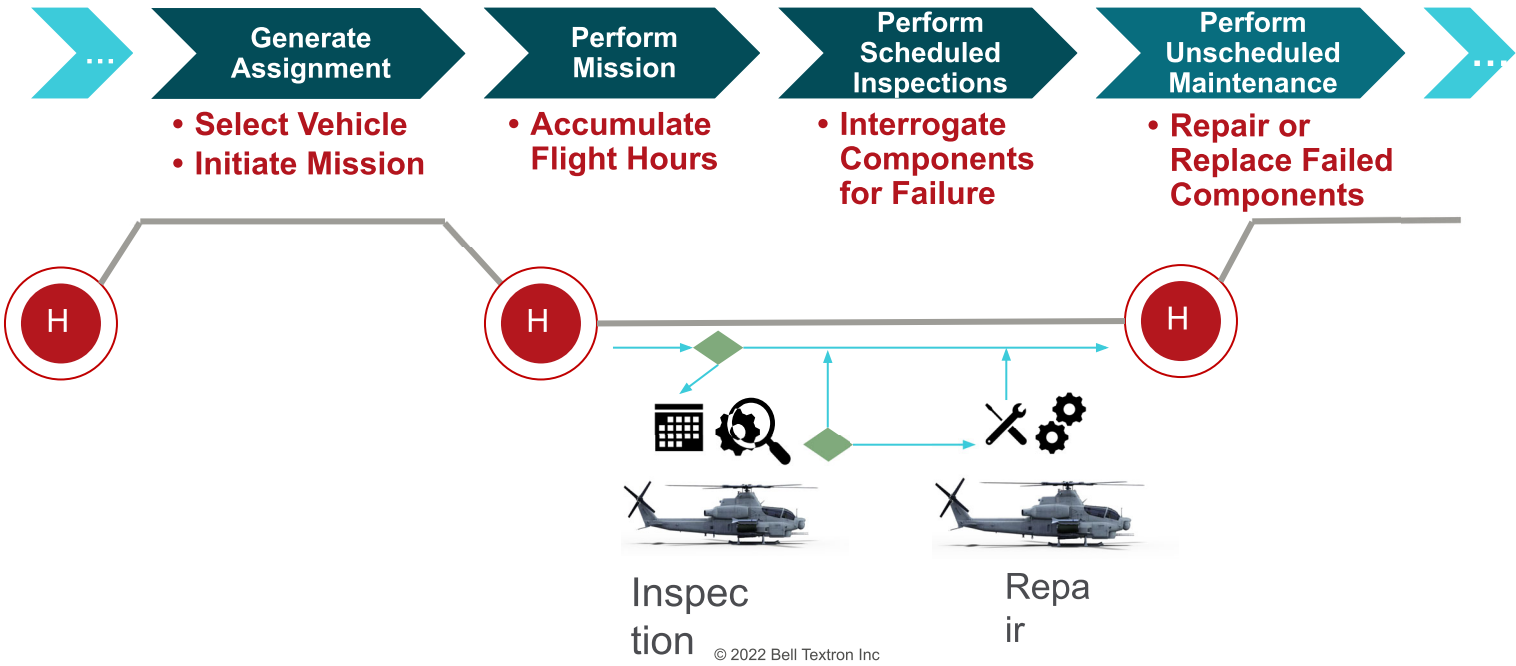 ...
Generate
Assignment
Perform
Mission
Perform
Scheduled
Inspections
Perform
Unscheduled
Maintenance
...
• Select Vehicle
• Initiate Mission
• Accumulate
Flight Hours
• Interrogate
Components
for Failure
• Repair or
Replace Failed
Components
H
H
H
Inspec
tion
Repa
ir
© 2022 Bell Textron Inc